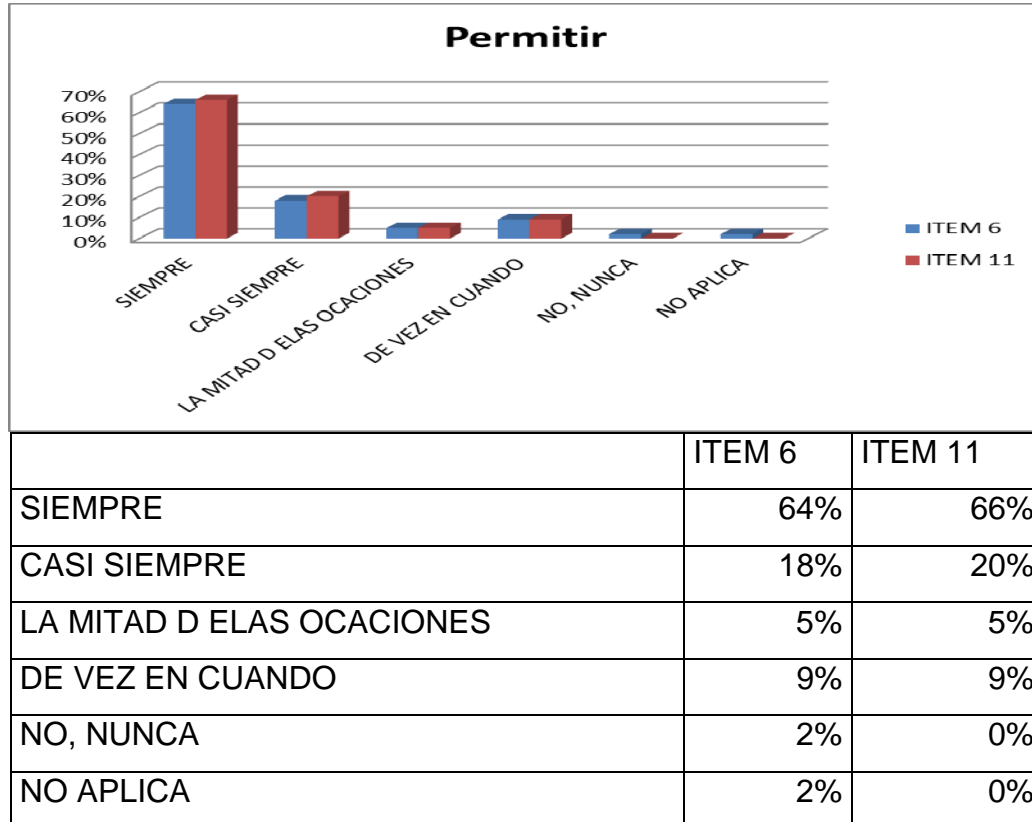 Permitir
70%
60%
50%
40%
30%
20%
10%
0%
SIEMPRE
CASI SIEMPRE
LA MITAD D ELAS OCACIONES
DE VEZ EN CUANDO
NO, NUNCA
NO APLICA
ITEM 6
ITEM 11
ITEM 6 ITEM 11
SIEMPRE 64% 66%
CASI SIEMPRE 18% 20%
LA MITAD D ELAS OCACIONES 5% 5%
DE VEZ EN CUANDO 9% 9%
NO, NUNCA 2% 0%
NO APLICA 2% 0%